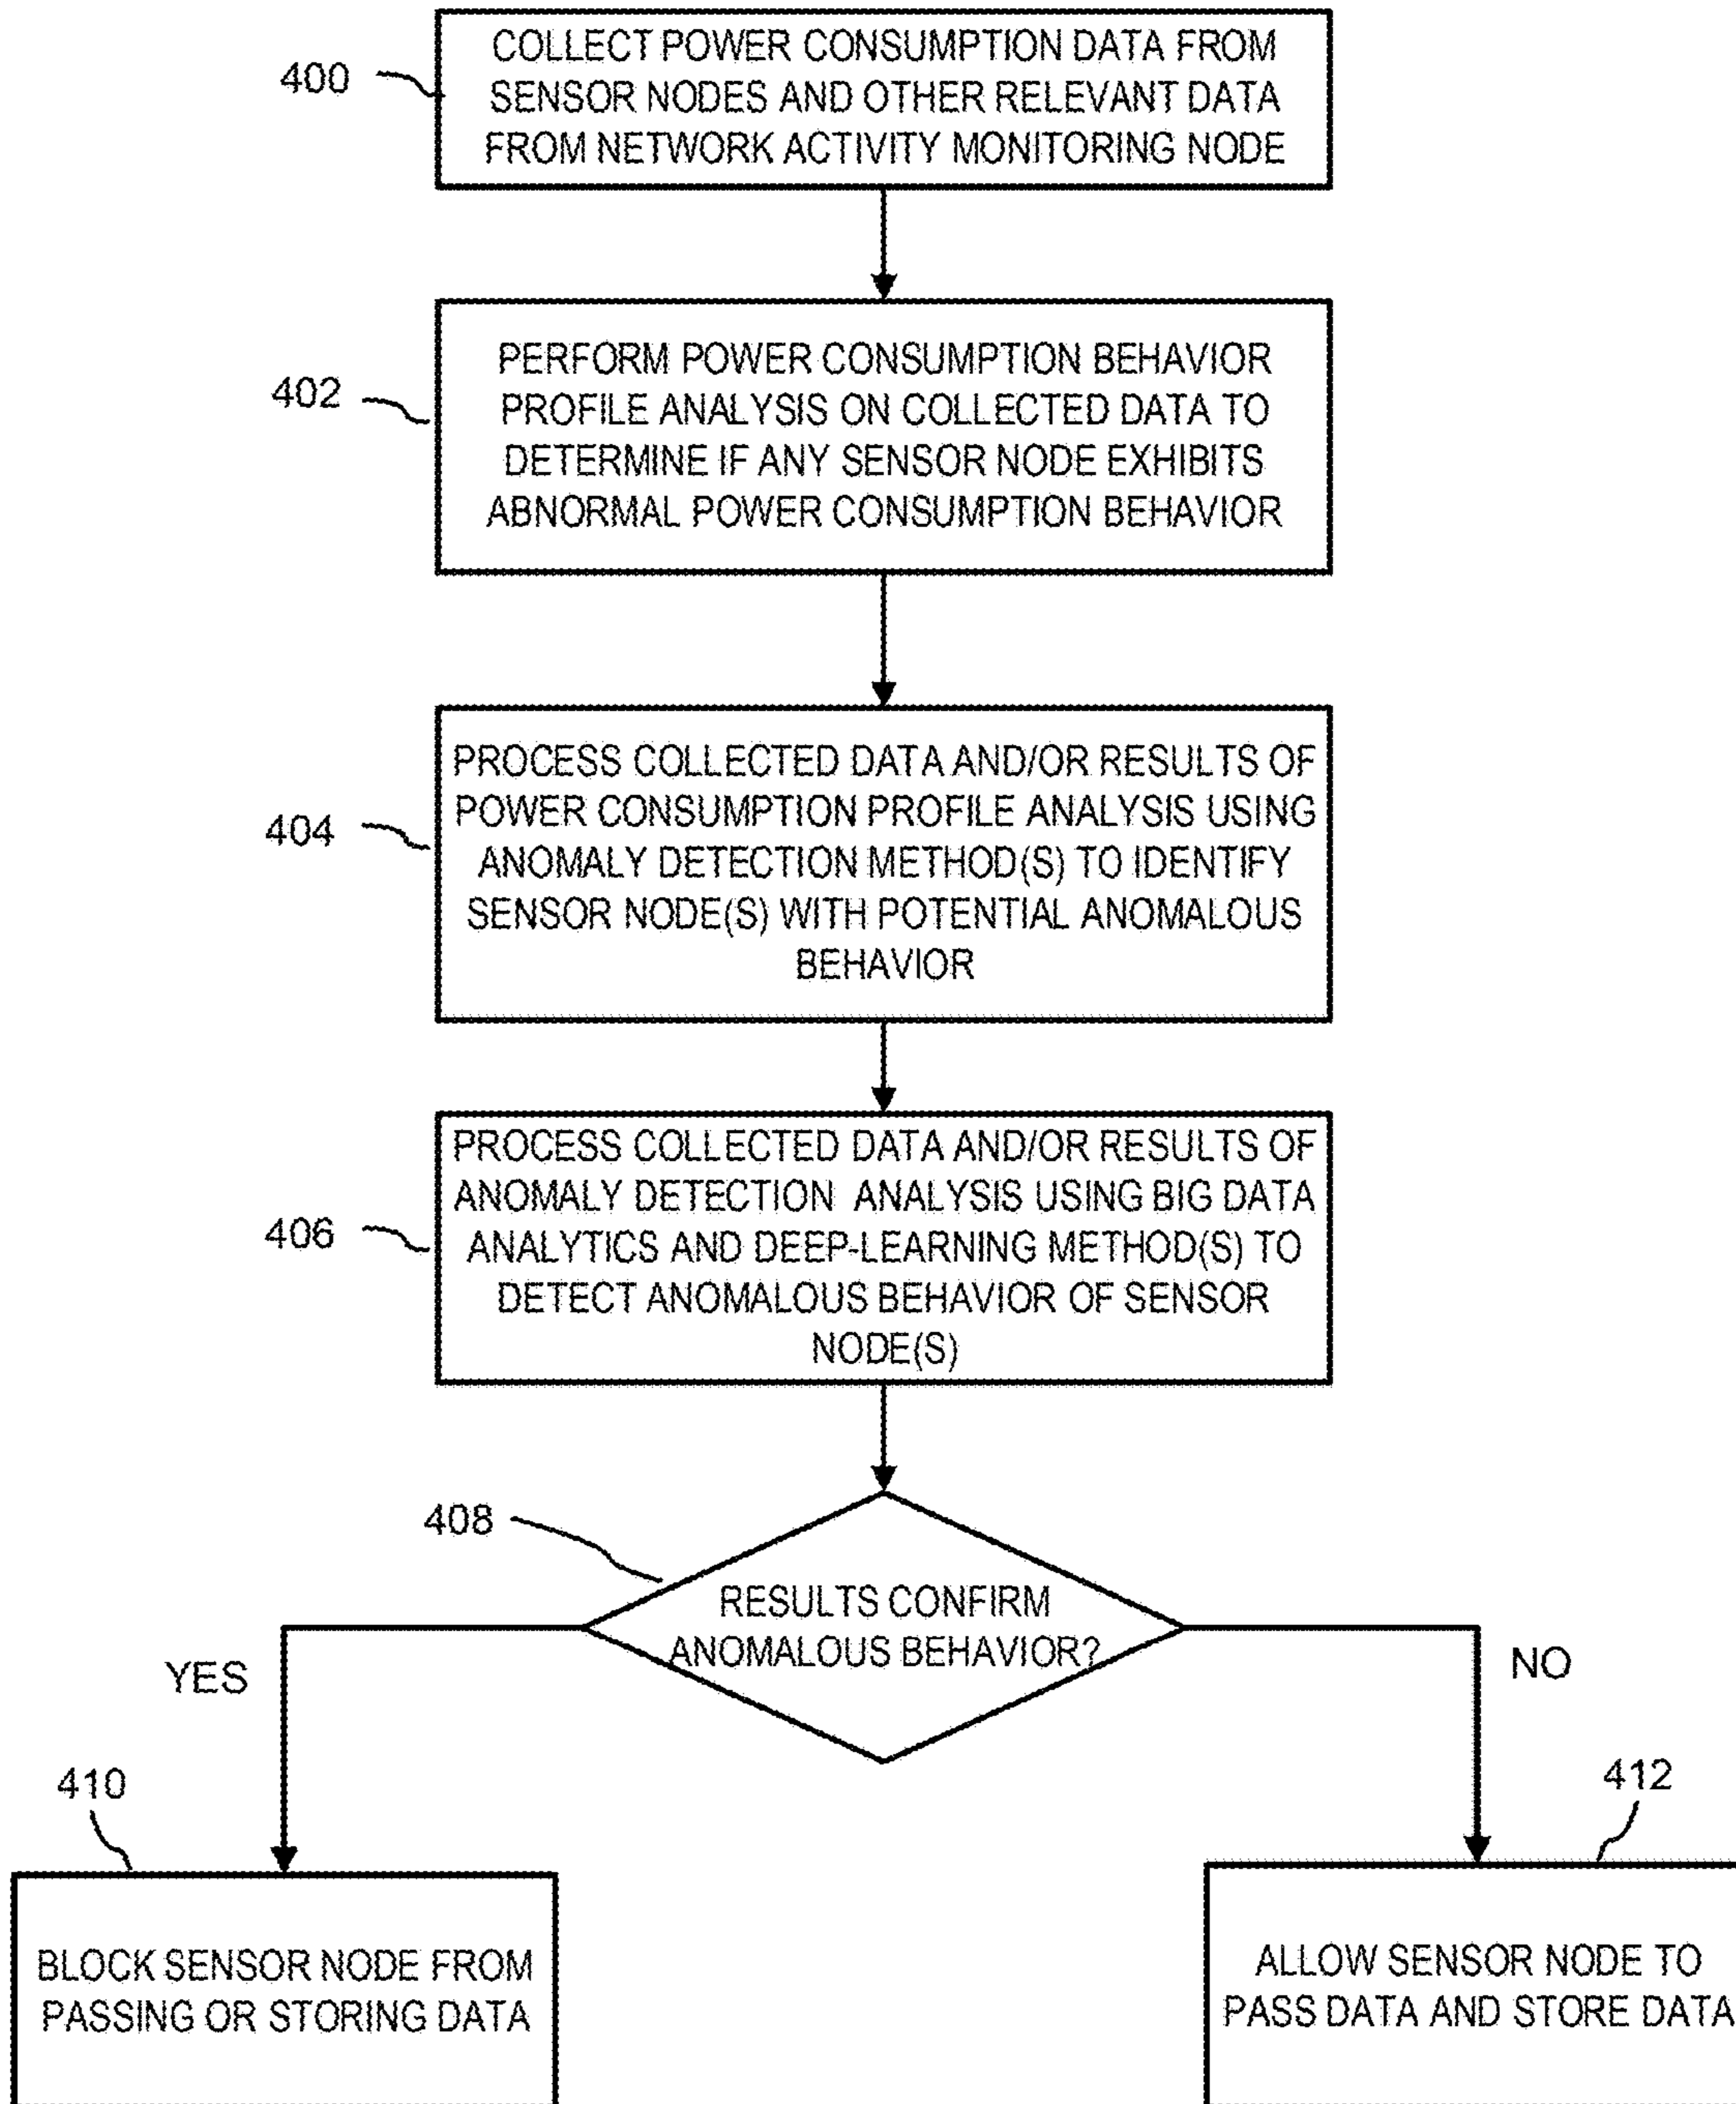 400
COLLECT POWER CONSUMPTION DATA FROM
SENSOR NODES AND OTHER RELEVANT DATA
FROM NETWORK ACTIVITY MONITORING NODE
402
PERFORM POWER CONSUMPTION BEHAVIOR
PROFILE ANALYSIS ON COLLECTED DATA TO
DETERMINE IF ANY SENSOR NODE EXHIBITS
ABNORMAL POWER CONSUMPTION BEHAVIOR
404
PROCESS COLLECTED DATA AND/OR RESULTS OF
POWER CONSUMPTION PROFILE ANALYSIS USING
ANOMALY DETECTION METHOD(S) TO IDENTIFY
SENSOR NODE(S) WITH POTENTIAL ANOMALOUS
BEHAVIOR
406
PROCESS COLLECTED DATA AND/OR RESULTS OF
ANOMALY DETECTION ANALYSIS USING BIG DATA
ANALYTICS AND DEEP-LEARNING METHOD(S) TO
DETECT ANOMALOUS BEHAVIOR OF SENSOR
NODE(S)
408
RESULTS CONFIRM
ANOMALOUS BEHAVIOR?
YES
NO
410
BLOCK SENSOR NODE FROM
PASSING OR STORING DATA
412
ALLOW SENSOR NODE TO
PASS DATA AND STORE DATA